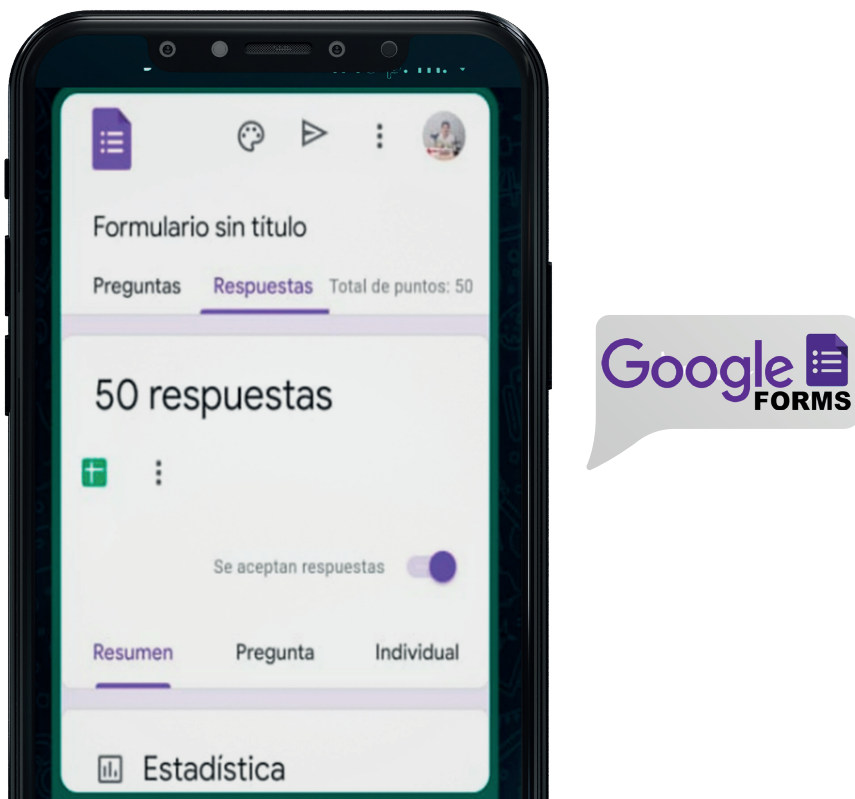 Formulario sin título
Preguntas Respuestas Total de puntos: 50
50 respuestas
Se aceptan respuestas
Resumen Pregunta Individual
Estadística
Google
FORMS